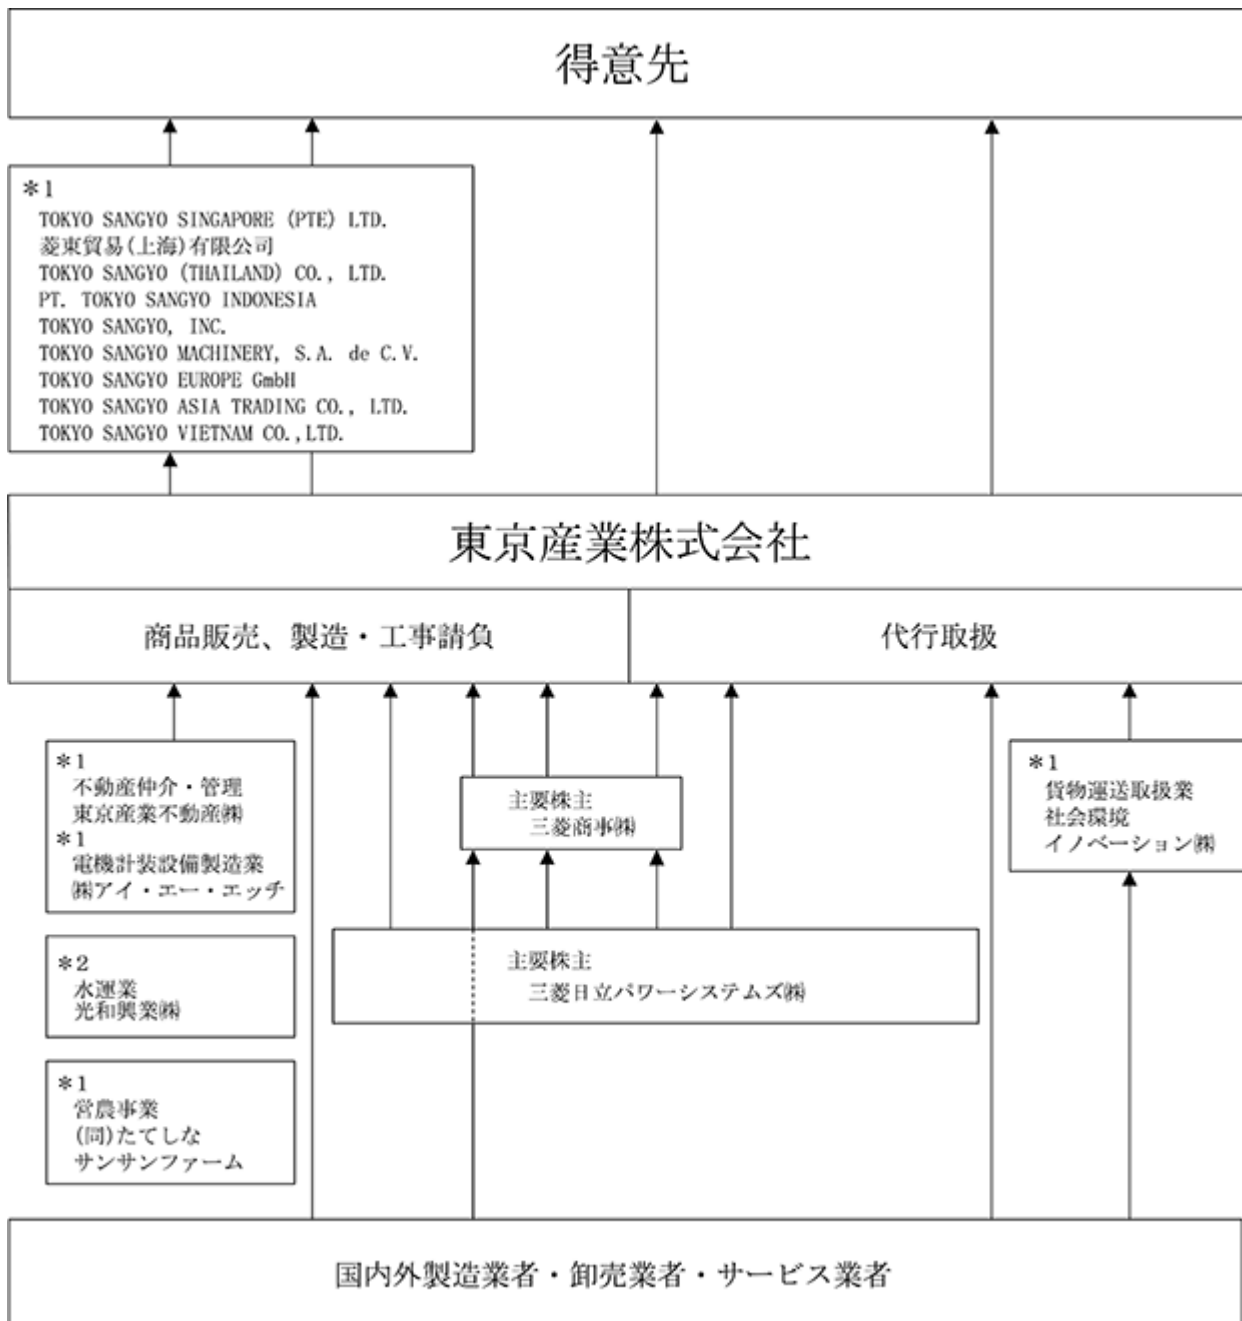 得意先
＊1
TOKYO SANGYO SINGAPORE (PTE) LTD.
菱東貿易(上海)有限公司
TOKYO SANGYO (THAILAND) CO., LTD.
PT. TOKYO SANGYO INDONESIA
TOKYO SANGYO, INC.
TOKYO SANGYO MACHINERY, S.A. de C.V.
TOKYO SANGYO EUROPE GmbH
TOKYO SANGYO ASIA TRADING CO., LTD.
TOKYO SANGYO VIETNAM CO.,LTD.
東京産業株式会社
商品販売、製造・工事請負
代行取扱
＊1
不動産仲介・管理
東京産業不動産㈱
＊1
電機計装設備製造業
㈱アイ・エー・エッチ
主要株主
三菱商事㈱
＊1
貨物運送取扱業
社会環境
イノベーション㈱
＊2
水運業
光和興業㈱
主要株主
三菱日立パワーシステムズ㈱
＊1
営農事業
(同)たてしな
サンサンファーム
国内外製造業者・卸売業者・サービス業者